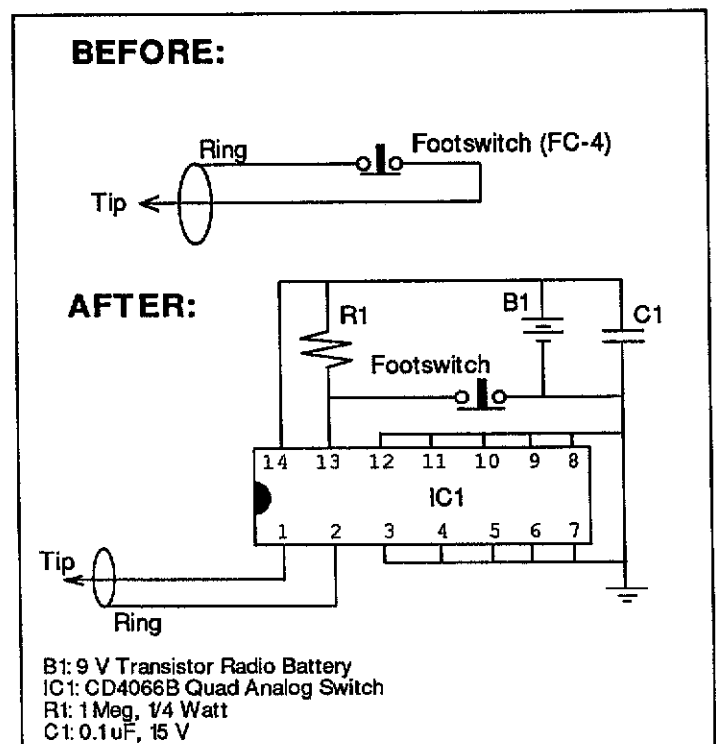 BEFORE:
Ring
Footswitch (FC-4)
Tip
AFTER:
R1
B1
C1
Footswitch
14 13 12 11 10 9 8
IC1
1 2 3 4 5 6 7
Tip
Ring
B1: 9 V Transistor Radio Battery
IC1: CD4066B Quad Analog Switch
R1: 1 Meg, 1/4 Watt
C1: 0.1uF, 15 V